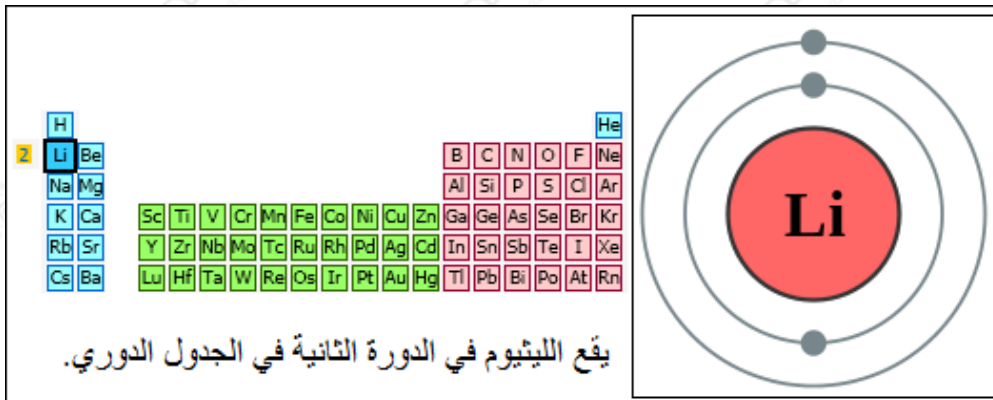 H He
2 Li Be B C N O F Ne
Na Mg Al Si P S Cl Ar
K Ca Sc Ti V Cr Mn Fe Co Ni Cu Zn Ga Ge As Se Br Kr
Rb Sr Y Zr Nb Mo Tc Ru Rh Pd Ag Cd In Sn Sb Te I Xe
Cs Ba Lu Hf Ta W Re Os Ir Pt Au Hg Tl Pb Bi Po At Rn
يقع الليثيوم في الدورة الثانية في الجدول الدوري.
Li